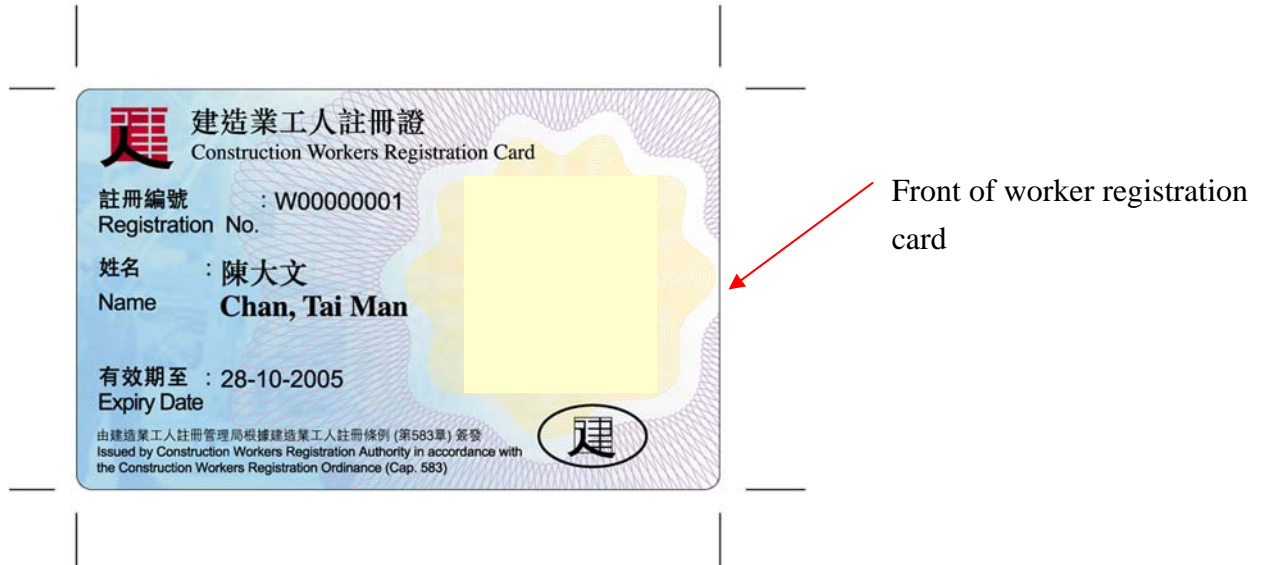 建造業工人註冊證
Construction Workers Registration Card
註冊編號 : W00000001
Registration No.
姓名 : 陳大文
Name Chan, Tai Man
有效期至 : 28-10-2005
Expiry Date
由建造業工人註冊管理局根據建造業工人註冊條例 (第583章) 簽發
Issued by Construction Workers Registration Authority in accordance with
the Construction Workers Registration Ordinance (Cap. 583)
建
Front of worker registration
card